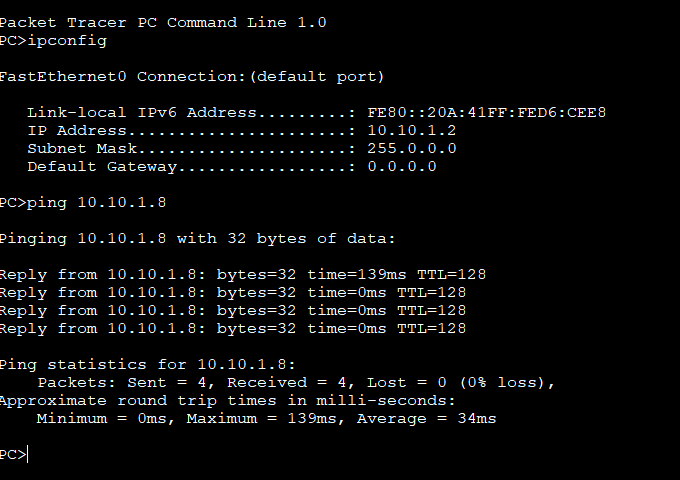 Packet Tracer PC Command Line 1.0
PC>ipconfig
FastEthernet0 Connection:(default port)
Link-local IPv6 Address.........: FE80::20A:41FF:FED6:CEE8
IP Address......................: 10.10.1.2
Subnet Mask.....................: 255.0.0.0
Default Gateway.................: 0.0.0.0
PC>ping 10.10.1.8
Pinging 10.10.1.8 with 32 bytes of data:
Reply from 10.10.1.8: bytes=32 time=139ms TTL=128
Reply from 10.10.1.8: bytes=32 time=0ms TTL=128
Reply from 10.10.1.8: bytes=32 time=0ms TTL=128
Reply from 10.10.1.8: bytes=32 time=0ms TTL=128
Ping statistics for 10.10.1.8:
Packets: Sent = 4, Received = 4, Lost = 0 (0% loss),
Approximate round trip times in milli-seconds:
Minimum = 0ms, Maximum = 139ms, Average = 34ms
PC>